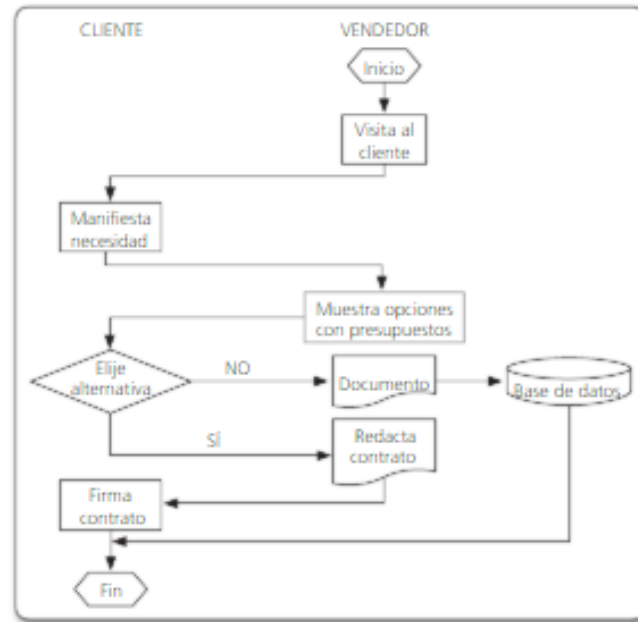 CLIENTE
VENDEDOR
Inicio
Visita al
cliente
Manifiesta
necesidad
Muestra opciones
con presupuestos
Elije
alternativa
NO
Documento
Base de datos
SÍ
Redacta
contrato
Firma
contrato
Fin